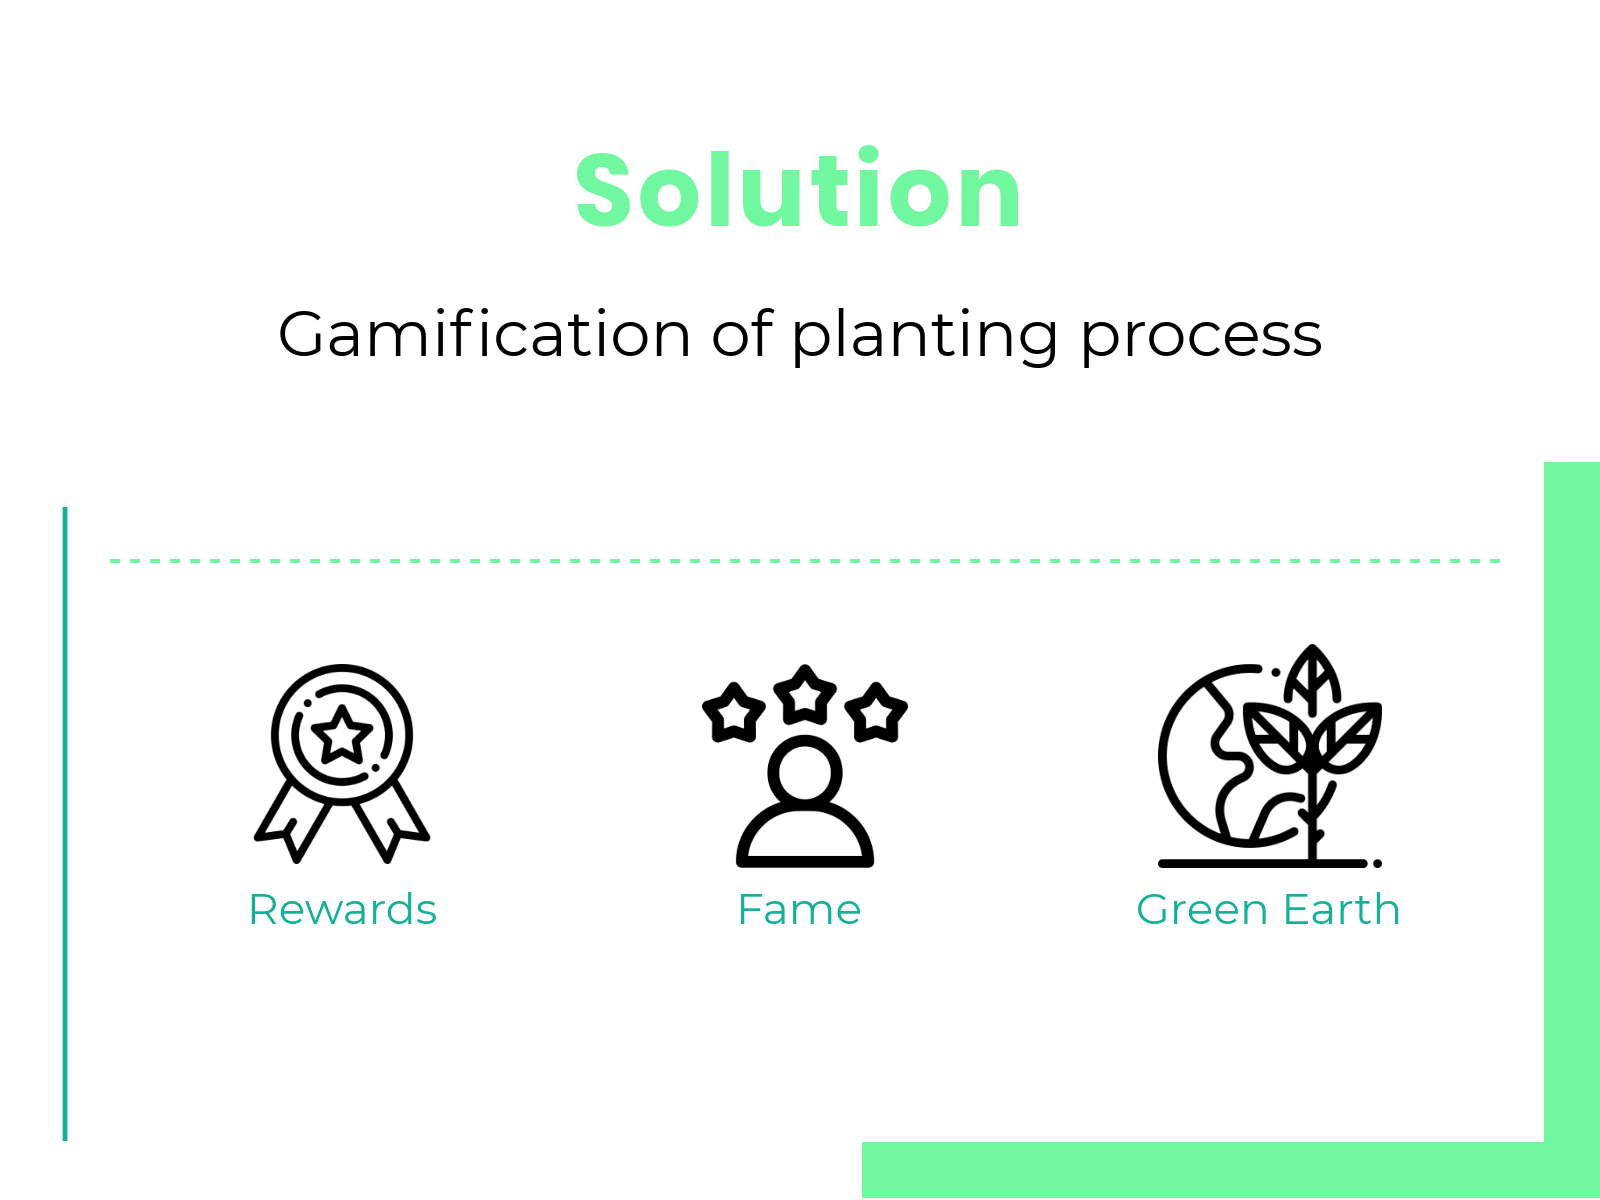 Solution
Gamification of planting process
Rewards
Fame
Green Earth